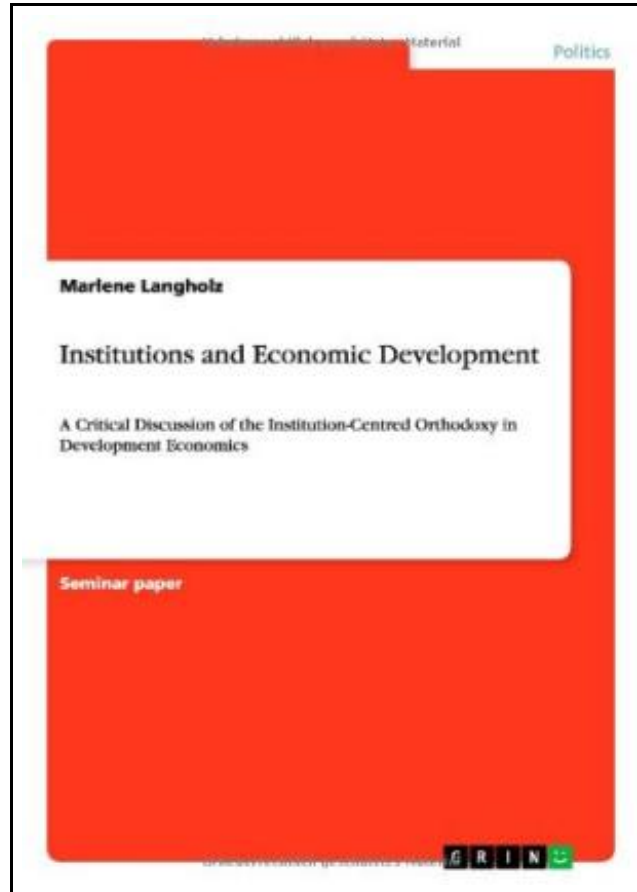 Material
Politics
Marlene Langholz
Institutions and Economic Development
A Critical Discussion of the Institution-Centred Orthodoxy in
Development Economics
Seminar paper
GRIN